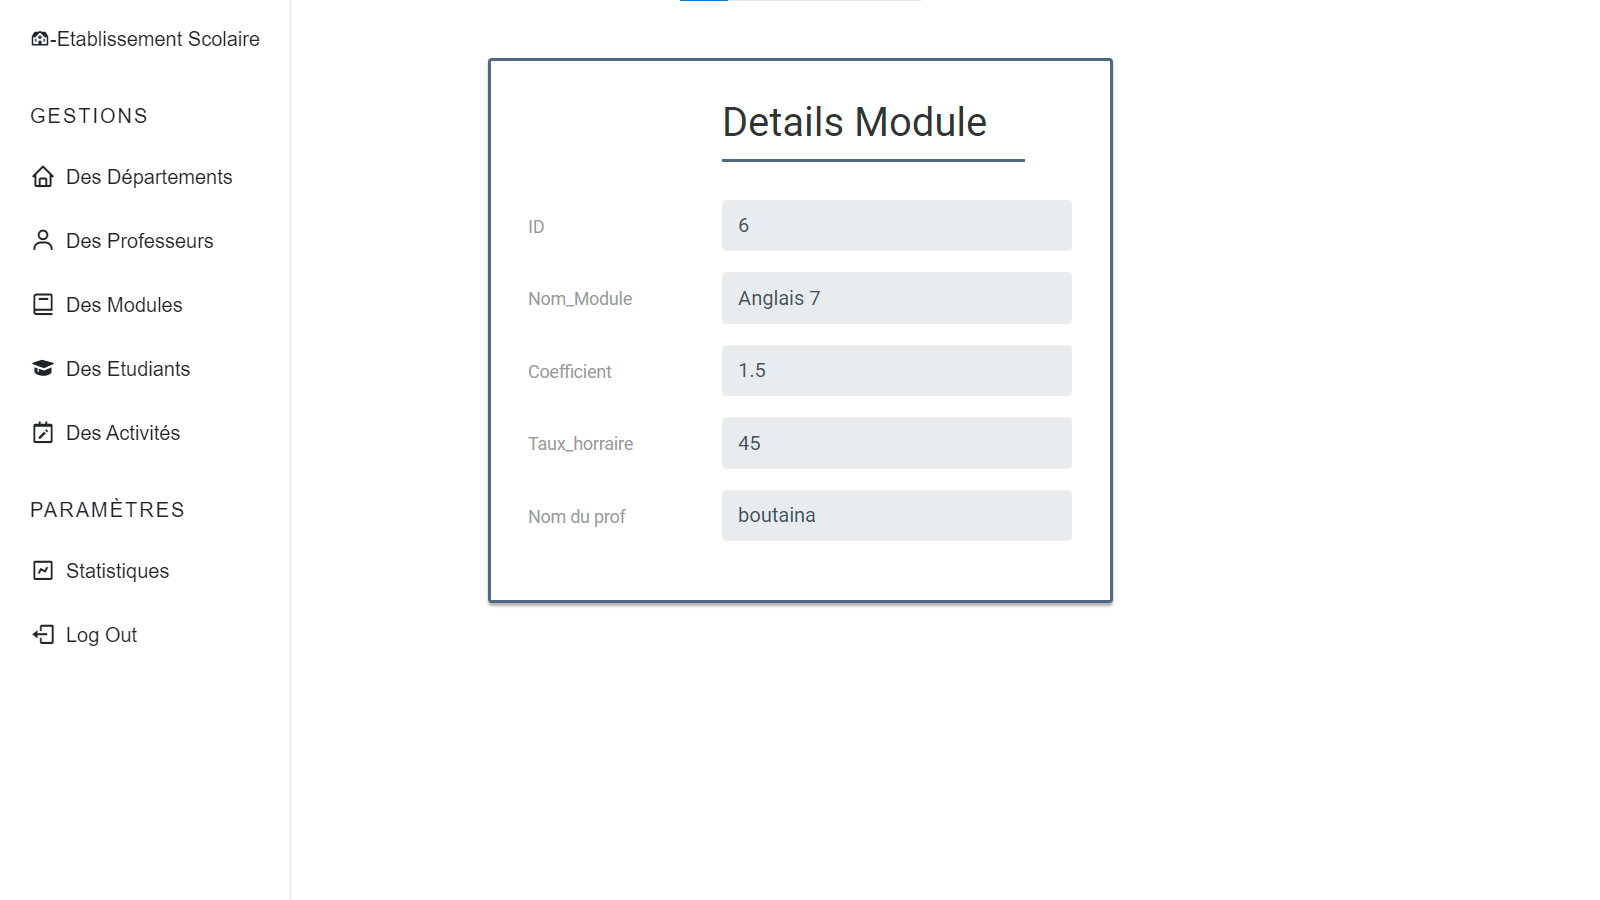 -Etablissement Scolaire
GESTIONS
Des Départements
Des Professeurs
Des Modules
Des Etudiants
Des Activités
PARAMÈTRES
Statistiques
Log Out
Details Module
ID 6
Nom_Module Anglais 7
Coefficient 1.5
Taux_horraire 45
Nom du prof boutaina